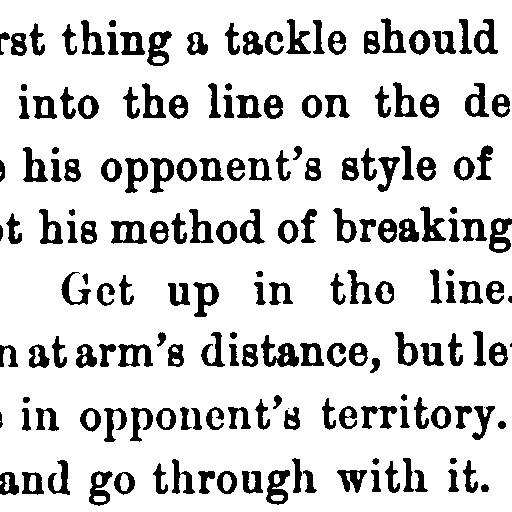 rst thing a tackle should
into the line on the de
his opponent's style of
ot his method of breaking
Get up in the line.
n at arm's distance, but le
in opponent's territory.
and go through with it.